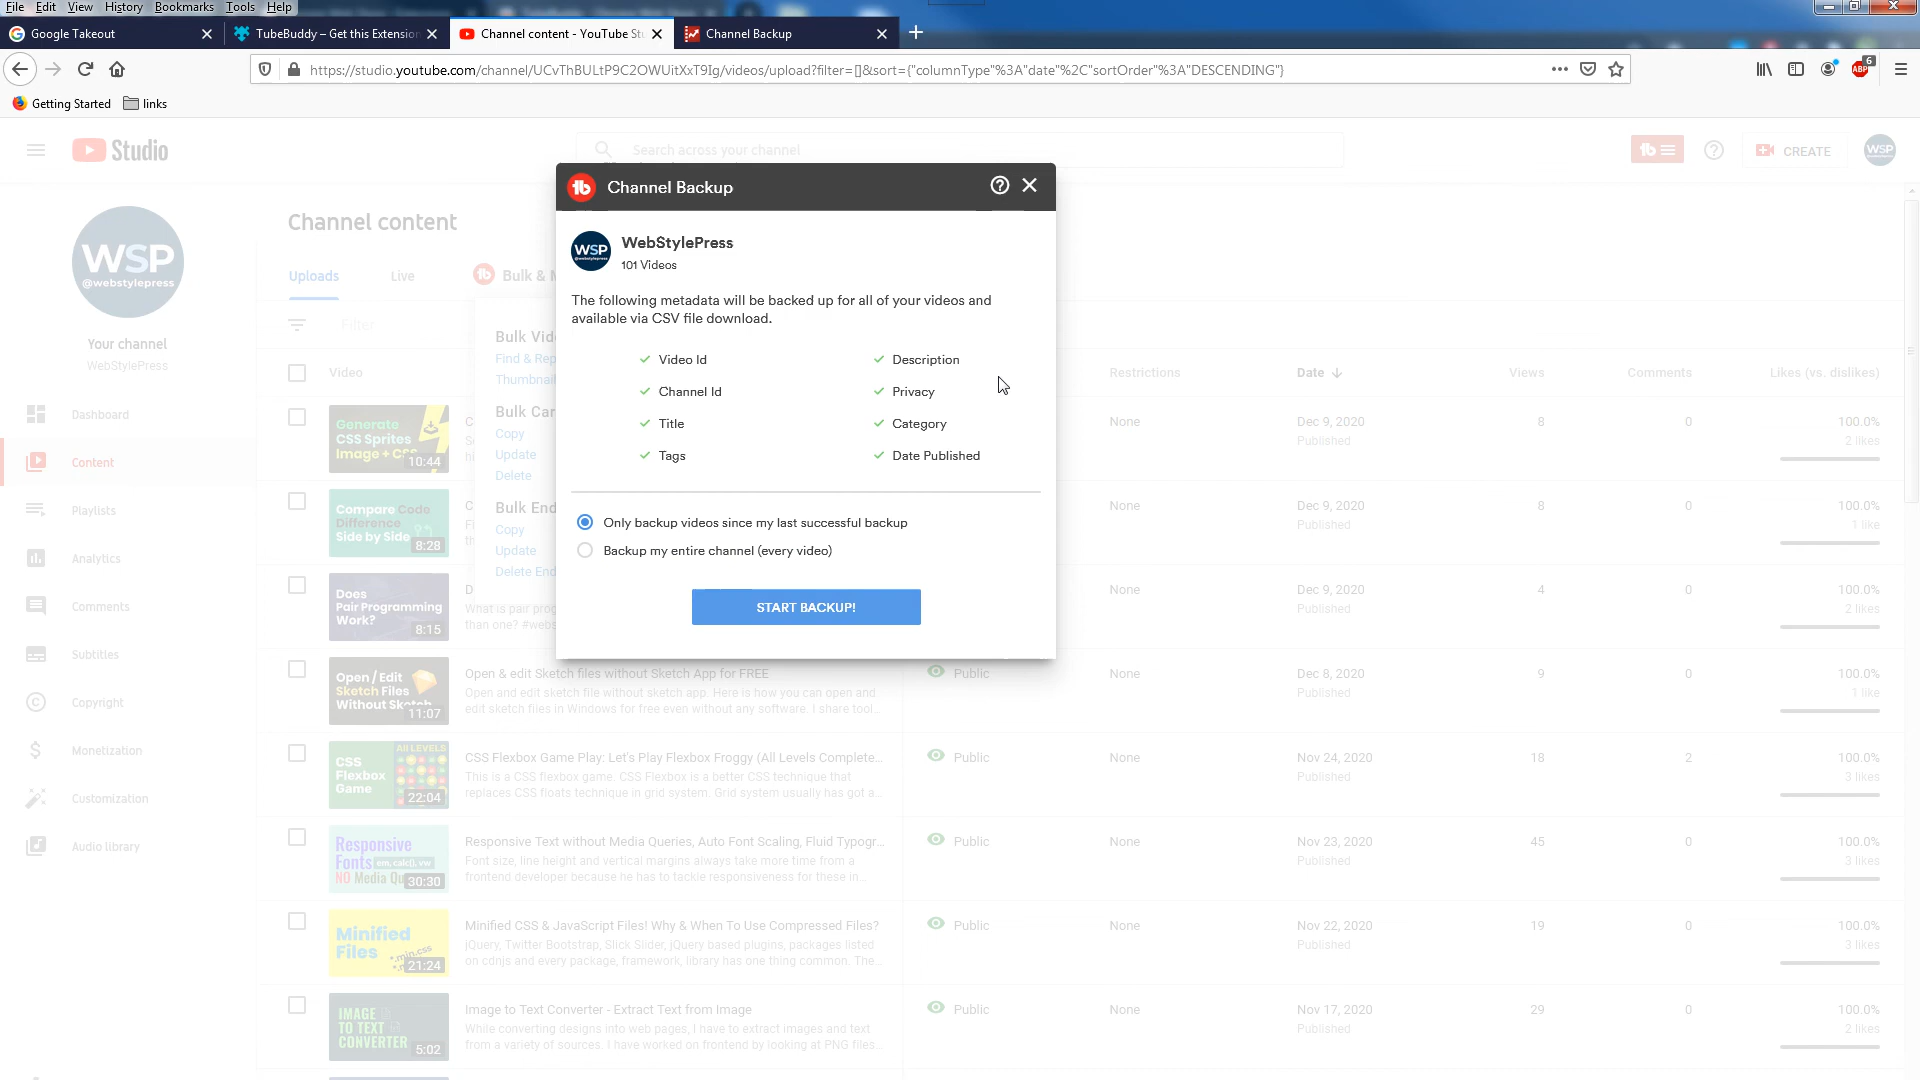 File Edit View History Bookmarks Tools Help
Google Takeout
TubeBuddy – Get this Extension
Channel content - YouTube St
Channel Backup
https://studio.youtube.com/channel/UCvThBULtP9C2OWUitXxT9Ig/videos/upload?filter=[]&sort={"columnType"%3A"date"%2C"sortOrder"%3A"DESCENDING"}
ABP 6
Getting Started links
Studio
Search across your channel
CREATE
WSP
WSP
@webstylepress
Your channel
WebStylePress
Dashboard
Content
Playlists
Analytics
Comments
Subtitles
Copyright
Monetization
Customization
Audio library
Channel content
Uploads Live Bulk &
Filter
Bulk Vid
Find & Rep
Thumbnai
Bulk Car
Copy
Update
Delete
Bulk End
Copy
Update
Delete End
Channel Backup
WSP
WebStylePress
101 Videos
The following metadata will be backed up for all of your videos and
available via CSV file download.
Video Id Description
Channel Id Privacy
Title Category
Tags Date Published
Only backup videos since my last successful backup
Backup my entire channel (every video)
START BACKUP!
Video Restrictions Date Views Comments Likes (vs. dislikes)
Generate
CSS Sprites
Image + CSS
10:44
None Dec 9, 2020 8 0 100.0%
Published 2 likes
Compare Code
Difference
Side by Side
8:28
None Dec 9, 2020 8 0 100.0%
Published 1 like
Does
Pair Programming
Work?
8:15
What is pair prog
than one? #webs
None Dec 9, 2020 4 0 100.0%
Published 2 likes
Open / Edit
Sketch Files
Without Sketch
11:07
Open & edit Sketch files without Sketch App for FREE
Open and edit sketch file without sketch app. Here is how you can open and
edit sketch files in Windows for free even without any software. I share tool...
Public None Dec 8, 2020 9 0 100.0%
Published 1 like
ALL LEVELS
CSS
Flexbox
Game
22:04
CSS Flexbox Game Play: Let's Play Flexbox Froggy (All Levels Complete...
This is a CSS flexbox game. CSS Flexbox is a better CSS technique that
replaces CSS floats technique in grid system. Grid system usually has got a...
Public None Nov 24, 2020 18 2 100.0%
Published 3 likes
Responsive
Fonts em, calc(), vw
NO Media Qu
30:30
Responsive Text without Media Queries, Auto Font Scaling, Fluid Typogr...
Font size, line height and vertical margins always take more time from a
frontend developer because he has to tackle responsiveness for these in...
Public None Nov 23, 2020 45 0 100.0%
Published 3 likes
Minified
Files
.min.css
21:24
Minified CSS & JavaScript Files! Why & When To Use Compressed Files?
jQuery, Twitter Bootstrap, Slick Slider, jQuery based plugins, packages listed
on cdnjs and every package, framework, library has one thing common. The...
Public None Nov 22, 2020 19 0 100.0%
Published 3 likes
IMAGE
TO TEXT
CONVERTER
5:02
Image to Text Converter - Extract Text from Image
While converting designs into web pages, I have to extract images and text
from a variety of sources. I have worked on frontend by looking at PNG files...
Public None Nov 17, 2020 29 0 100.0%
Published 2 likes